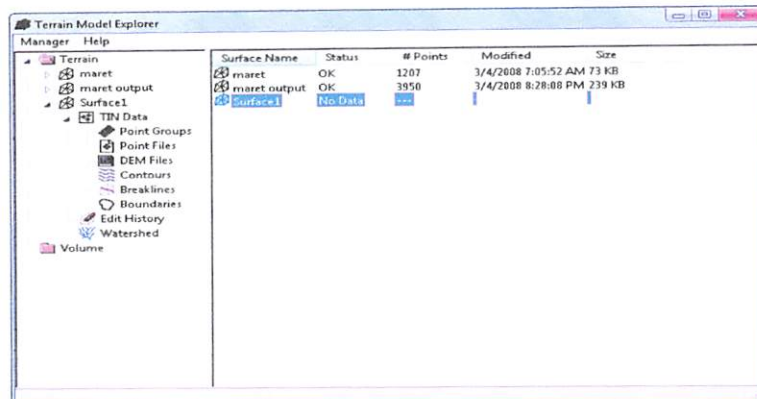 Terrain Model Explorer
Manager Help
Terrain
maret
maret output
Surface1
TIN Data
Point Groups
Point Files
DEM Files
Contours
Breaklines
Boundaries
Edit History
Watershed
Volume
Surface Name Status # Points Modified Size
maret OK 1207 3/4/2008 7:05:52 AM 73 KB
maret output OK 3950 3/4/2008 8:28:08 PM 239 KB
Surface1 No Data ---